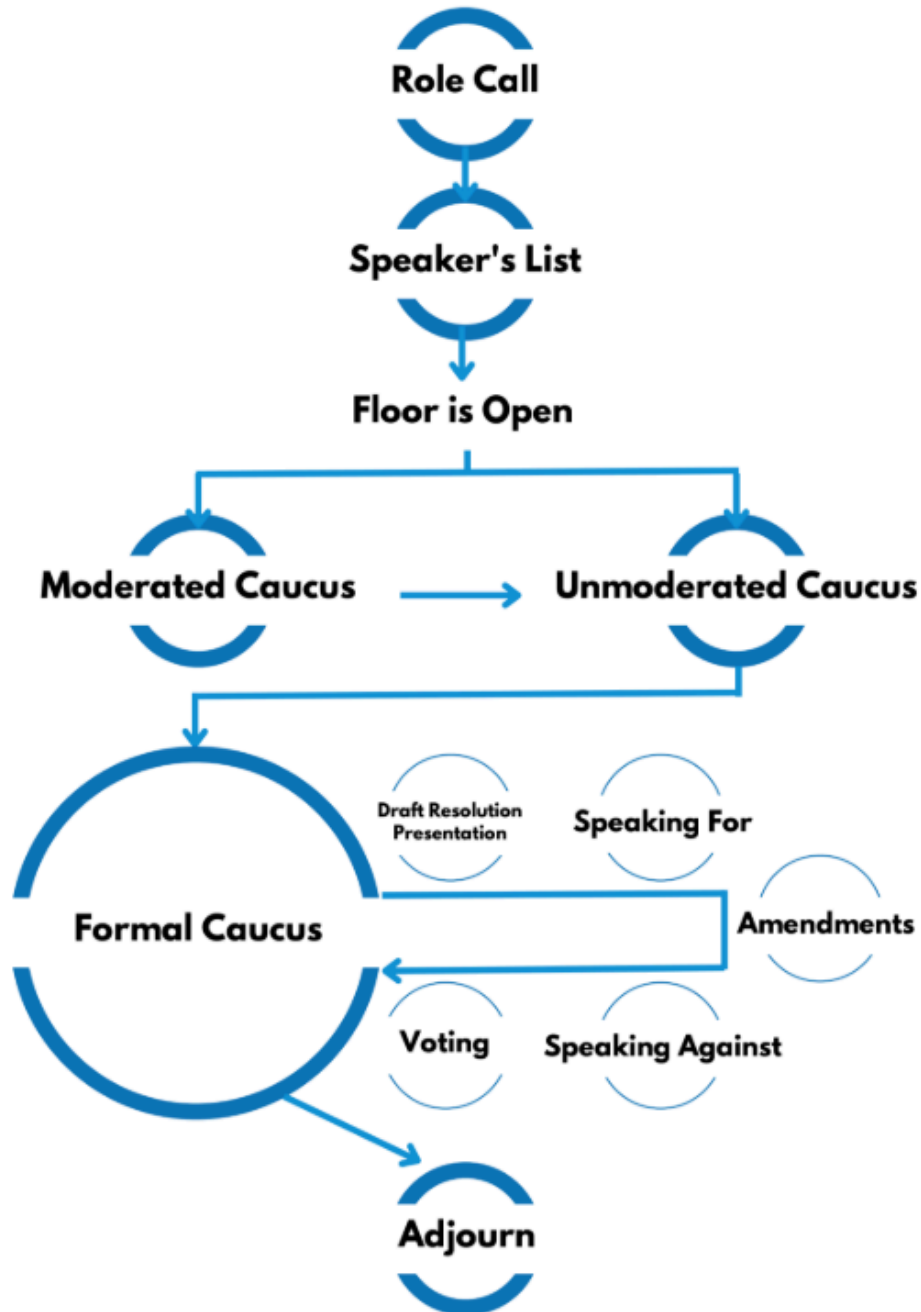 Role Call
Speaker's List
Floor is Open
Moderated Caucus
Unmoderated Caucus
Draft Resolution
Presentation
Speaking For
Formal Caucus
Amendments
Voting
Speaking Against
Adjourn